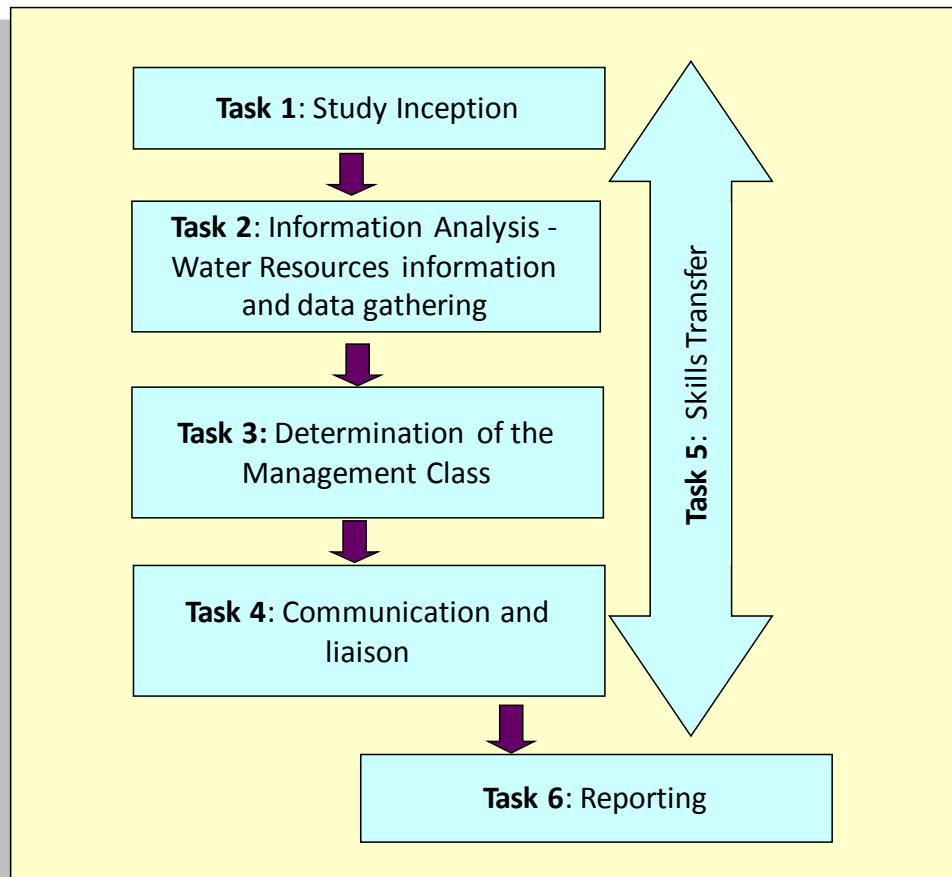 Task 1: Study Inception
Task 2: Information Analysis -
Water Resources information
and data gathering
Task 3: Determination of the
Management Class
Task 4: Communication and
liaison
Task 5: Skills Transfer
Task 6: Reporting